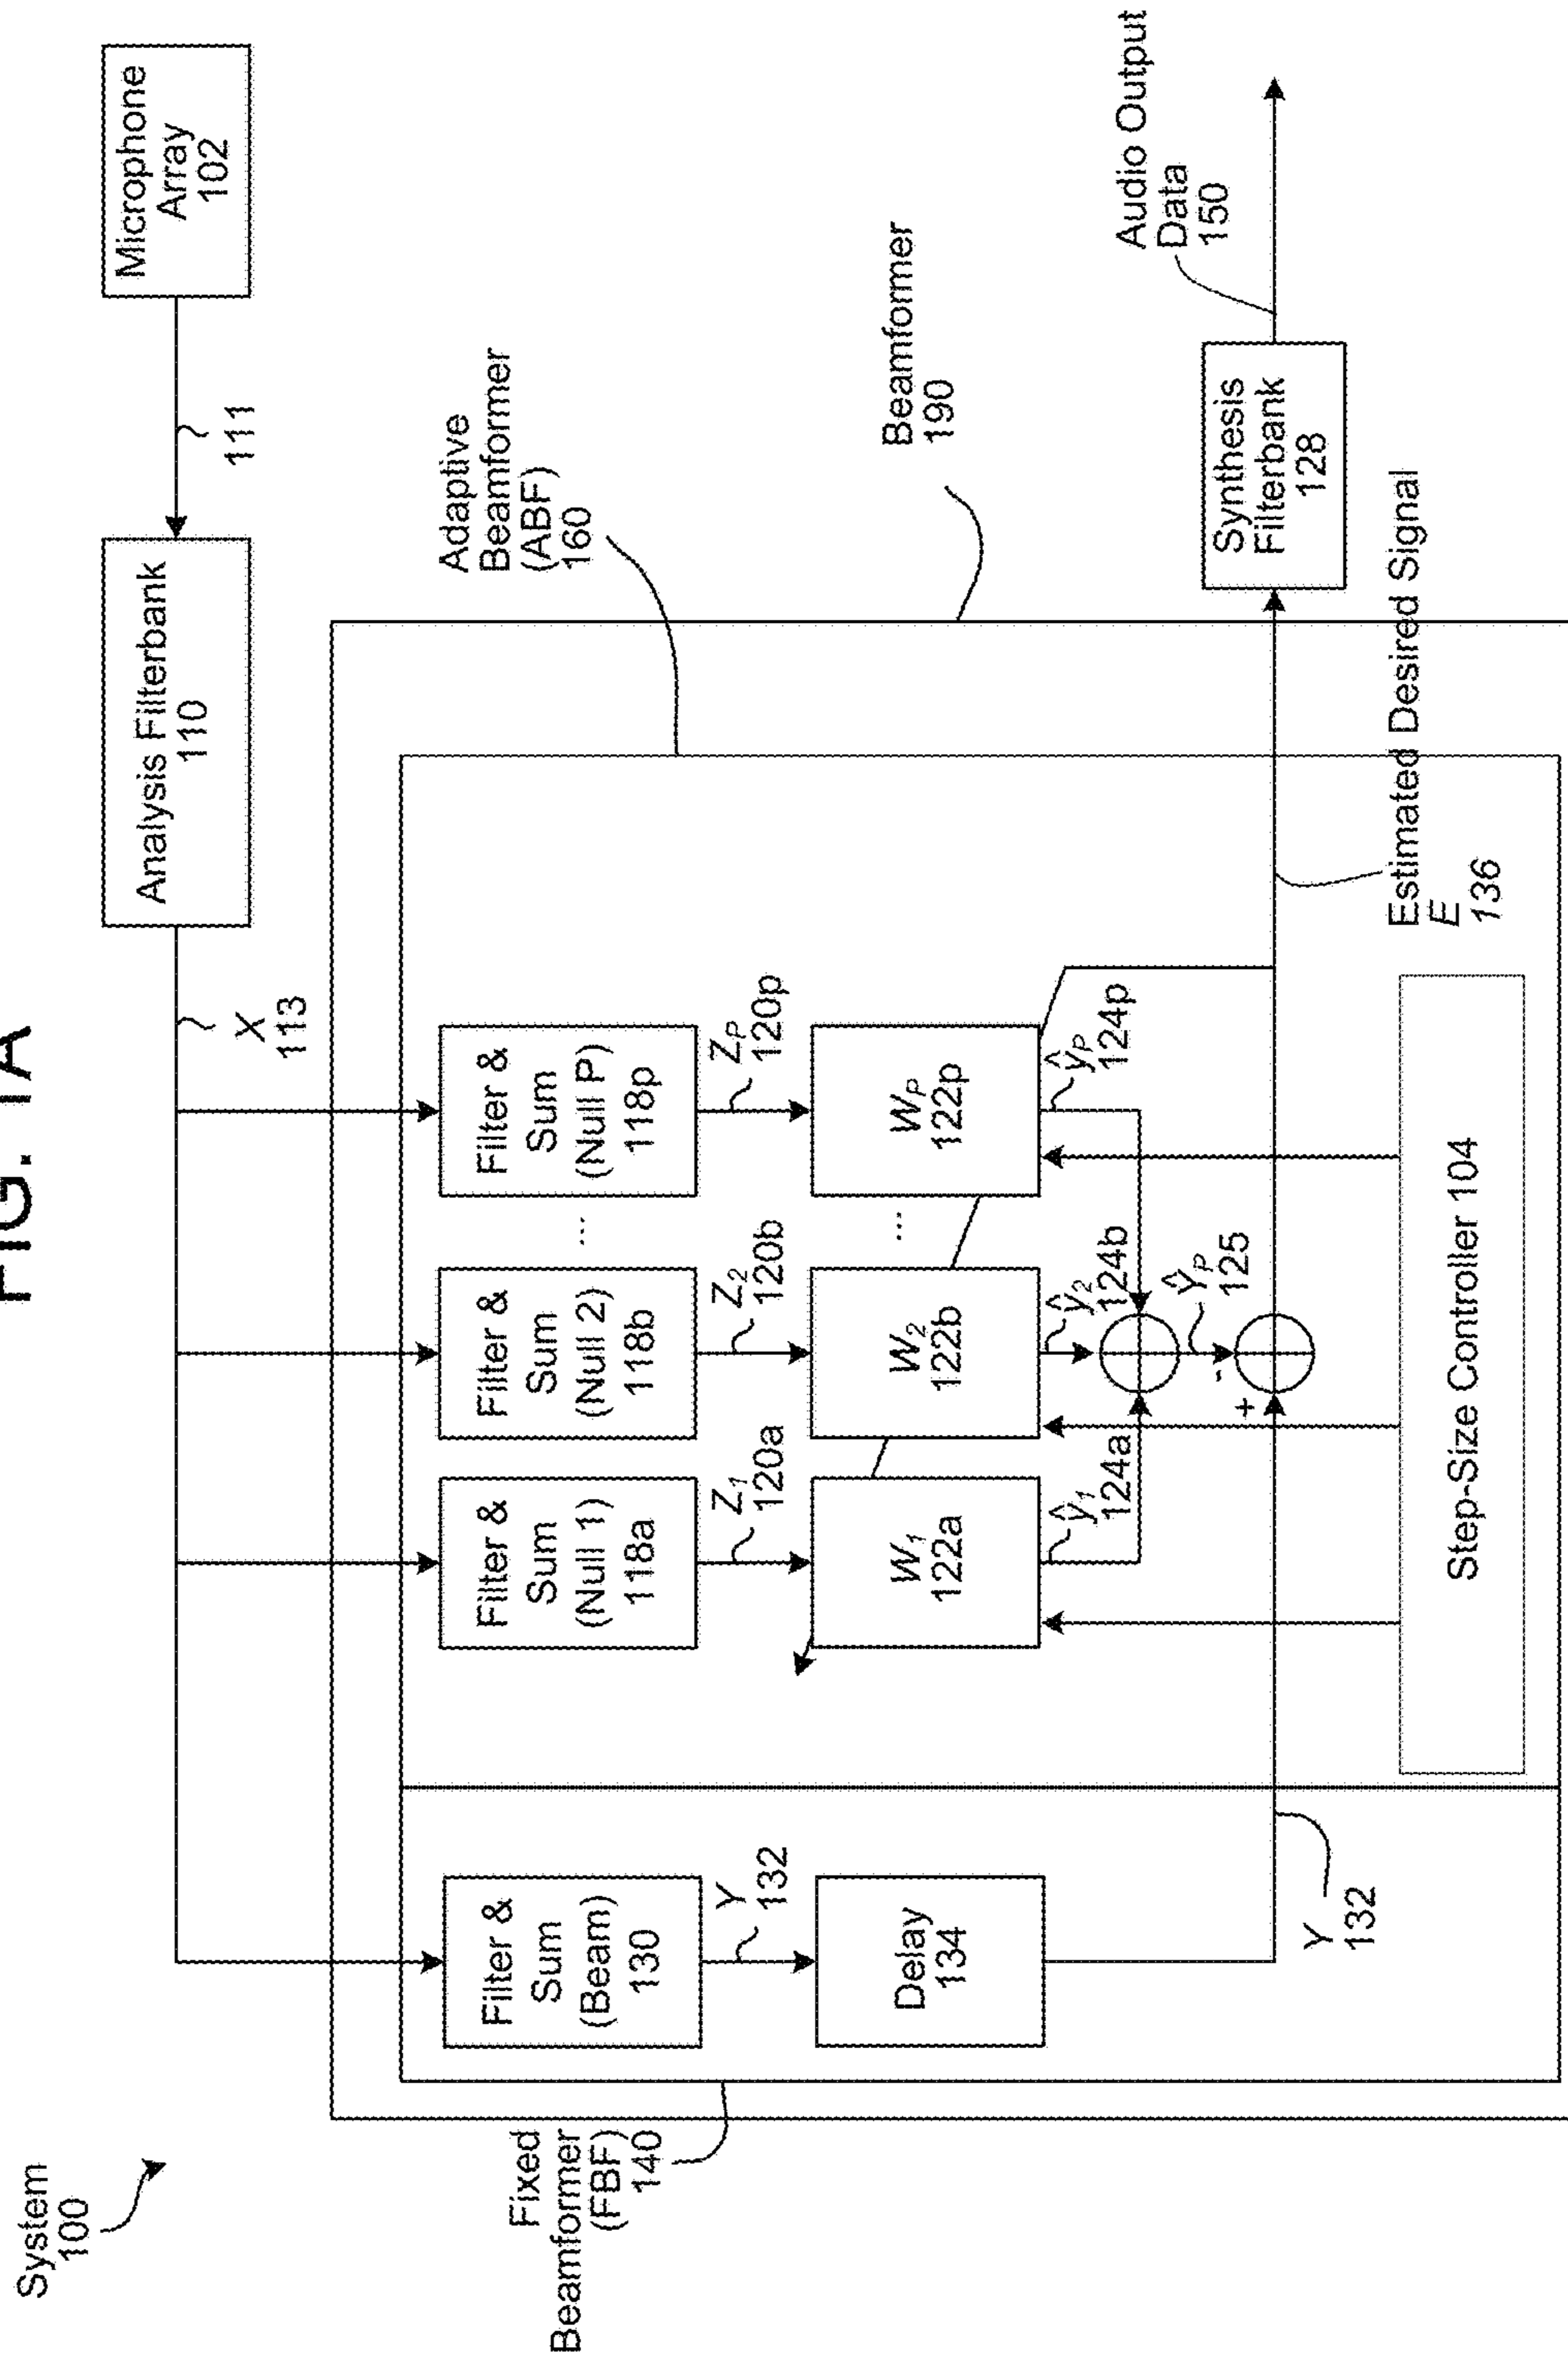 FIG. 1A
System
100
Microphone
Array
102
111
Analysis Filterbank
110
X
113
Adaptive
Beamformer
(ABF)
160
Beamformer
190
Fixed
Beamformer
(FBF)
140
Filter &
Sum
(Beam)
130
Filter &
Sum
(Null 1)
118a
Filter &
Sum
(Null 2)
118b
...
Filter &
Sum
(Null P)
118p
Y
132
Z1
120a
Z2
120b
ZP
120p
Delay
134
W1
122a
W2
122b
...
WP
122p
ŷ1
124a
ŷ2
124b
ŷP
124p
ŶP
125
-
+
Y
132
Step-Size Controller 104
Estimated Desired Signal
E
136
Synthesis
Filterbank
128
Audio Output
Data
150